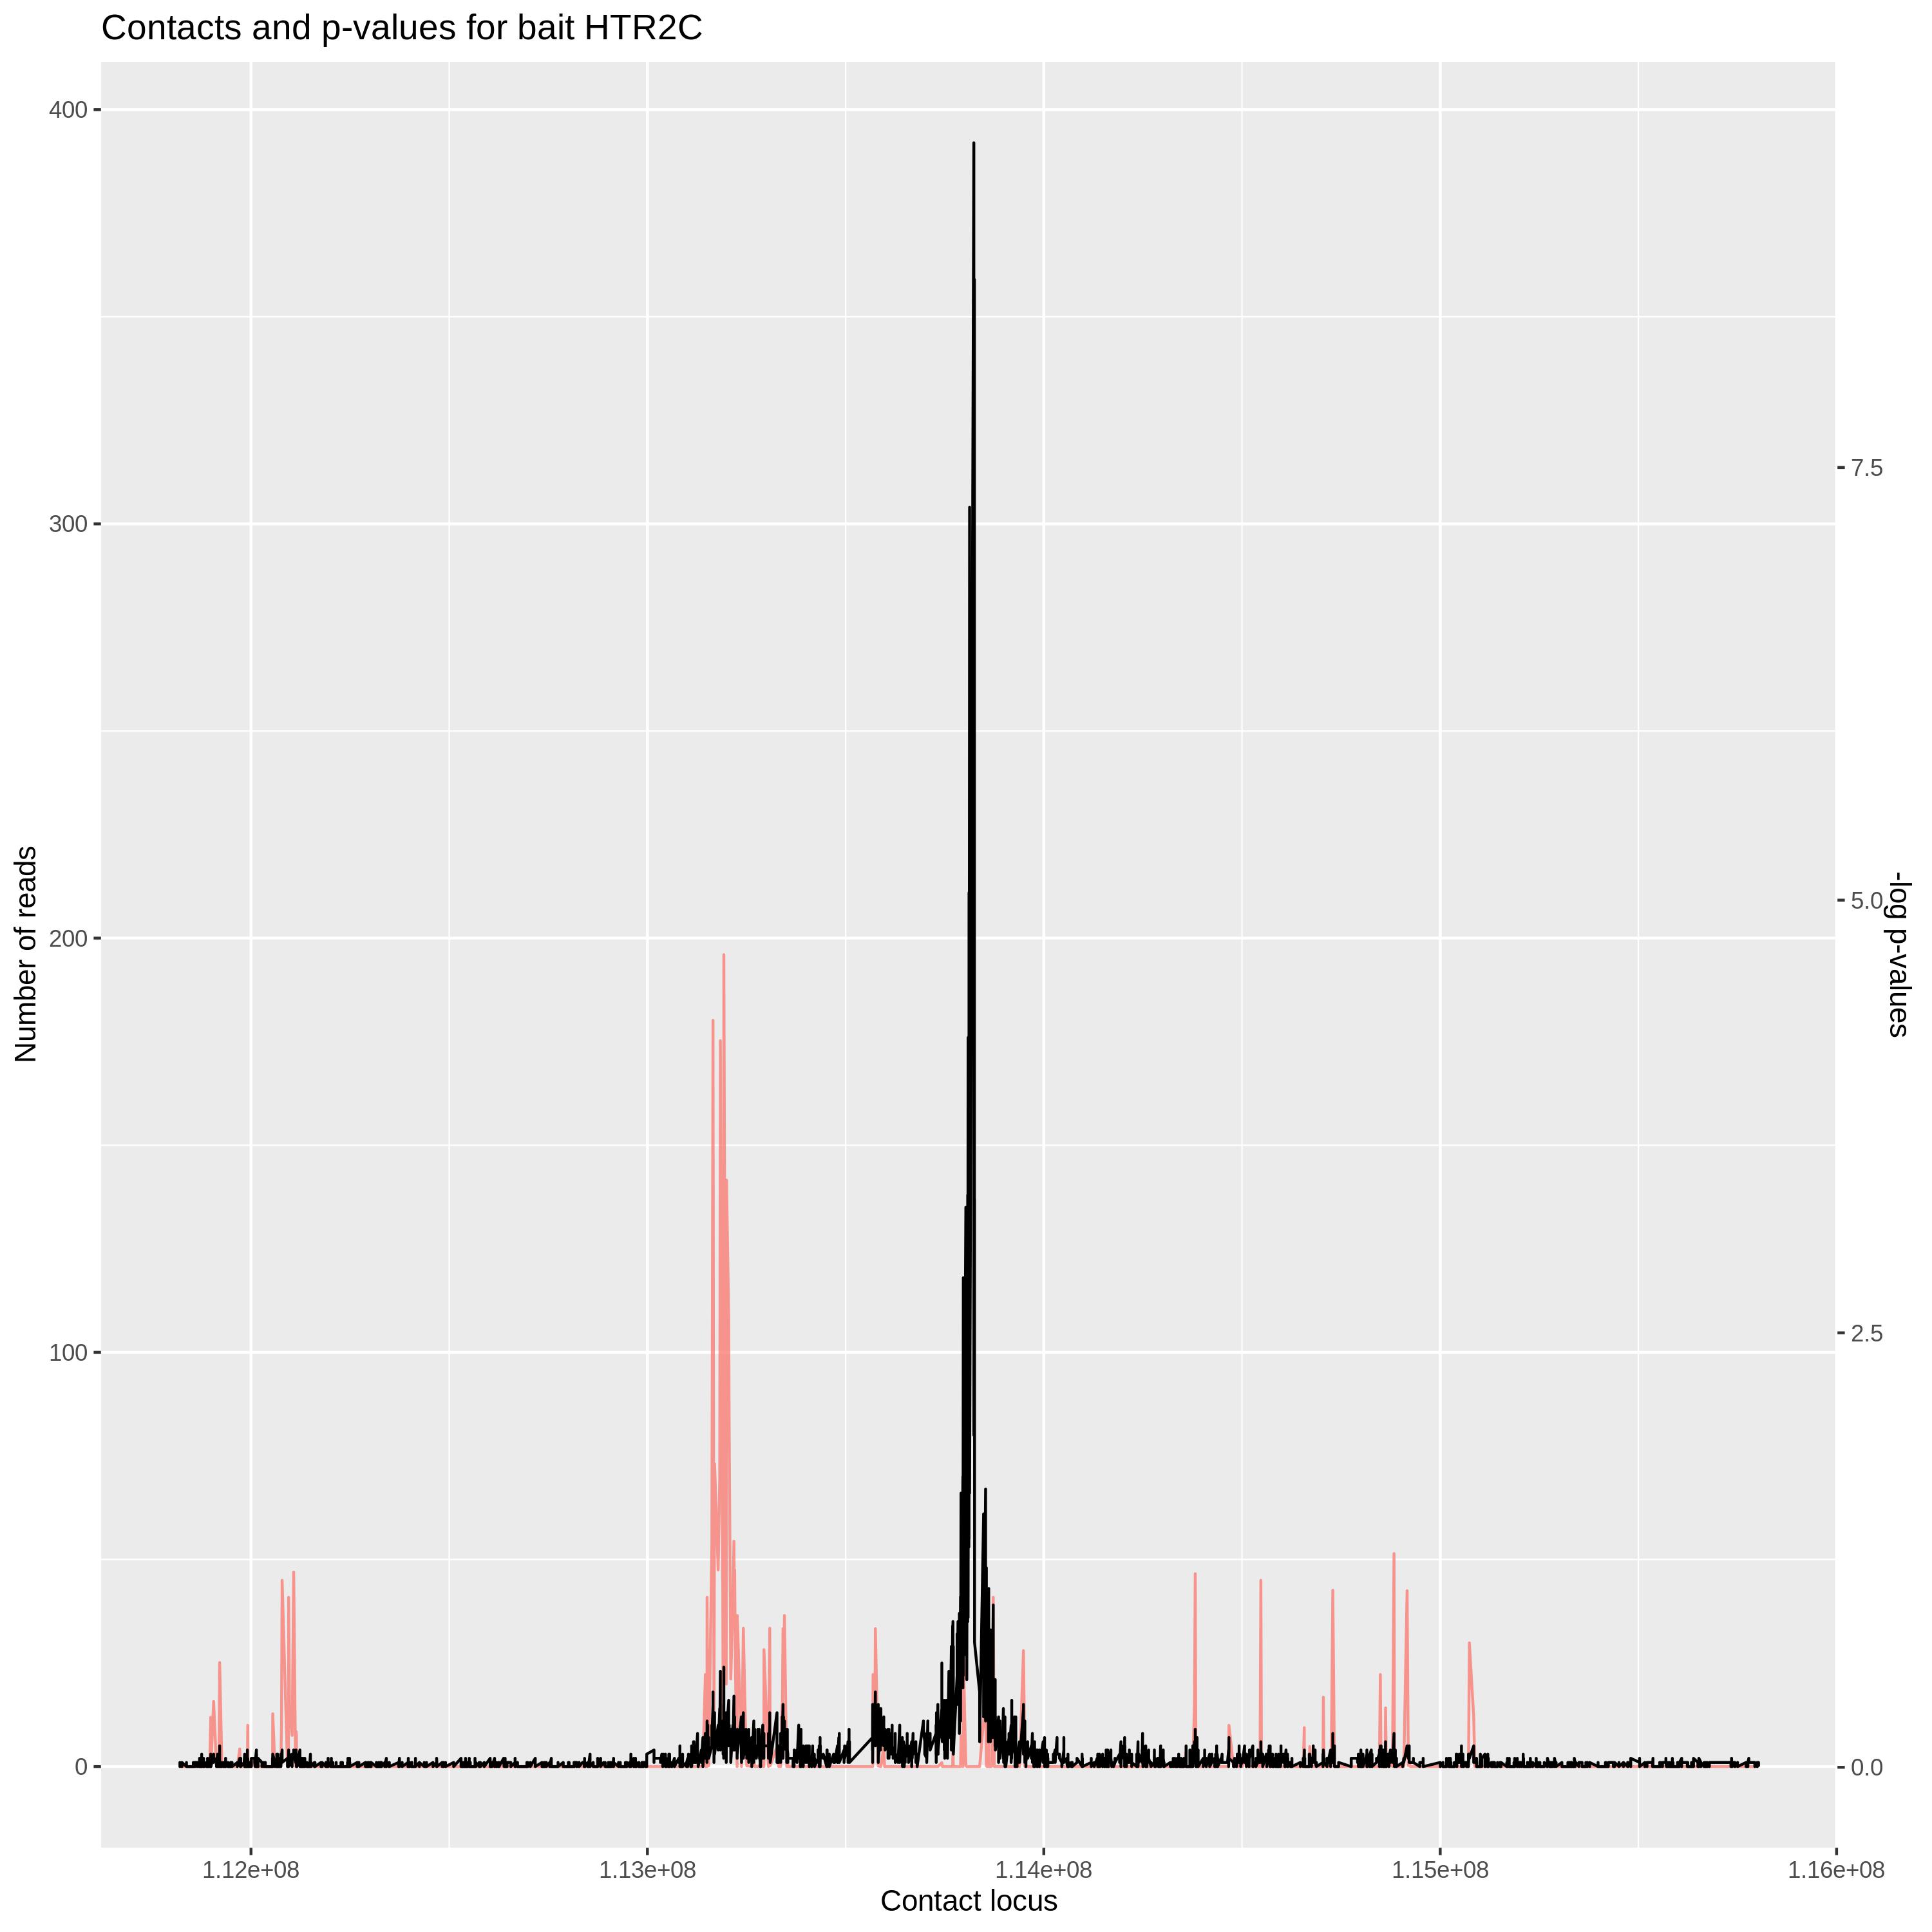 Contacts and p-values for bait HTR2C
400
300
200
100
0
Number of reads
7.5
5.0
2.5
0.0
-log p-values
1.12e+08
1.13e+08
1.14e+08
1.15e+08
1.16e+08
Contact locus